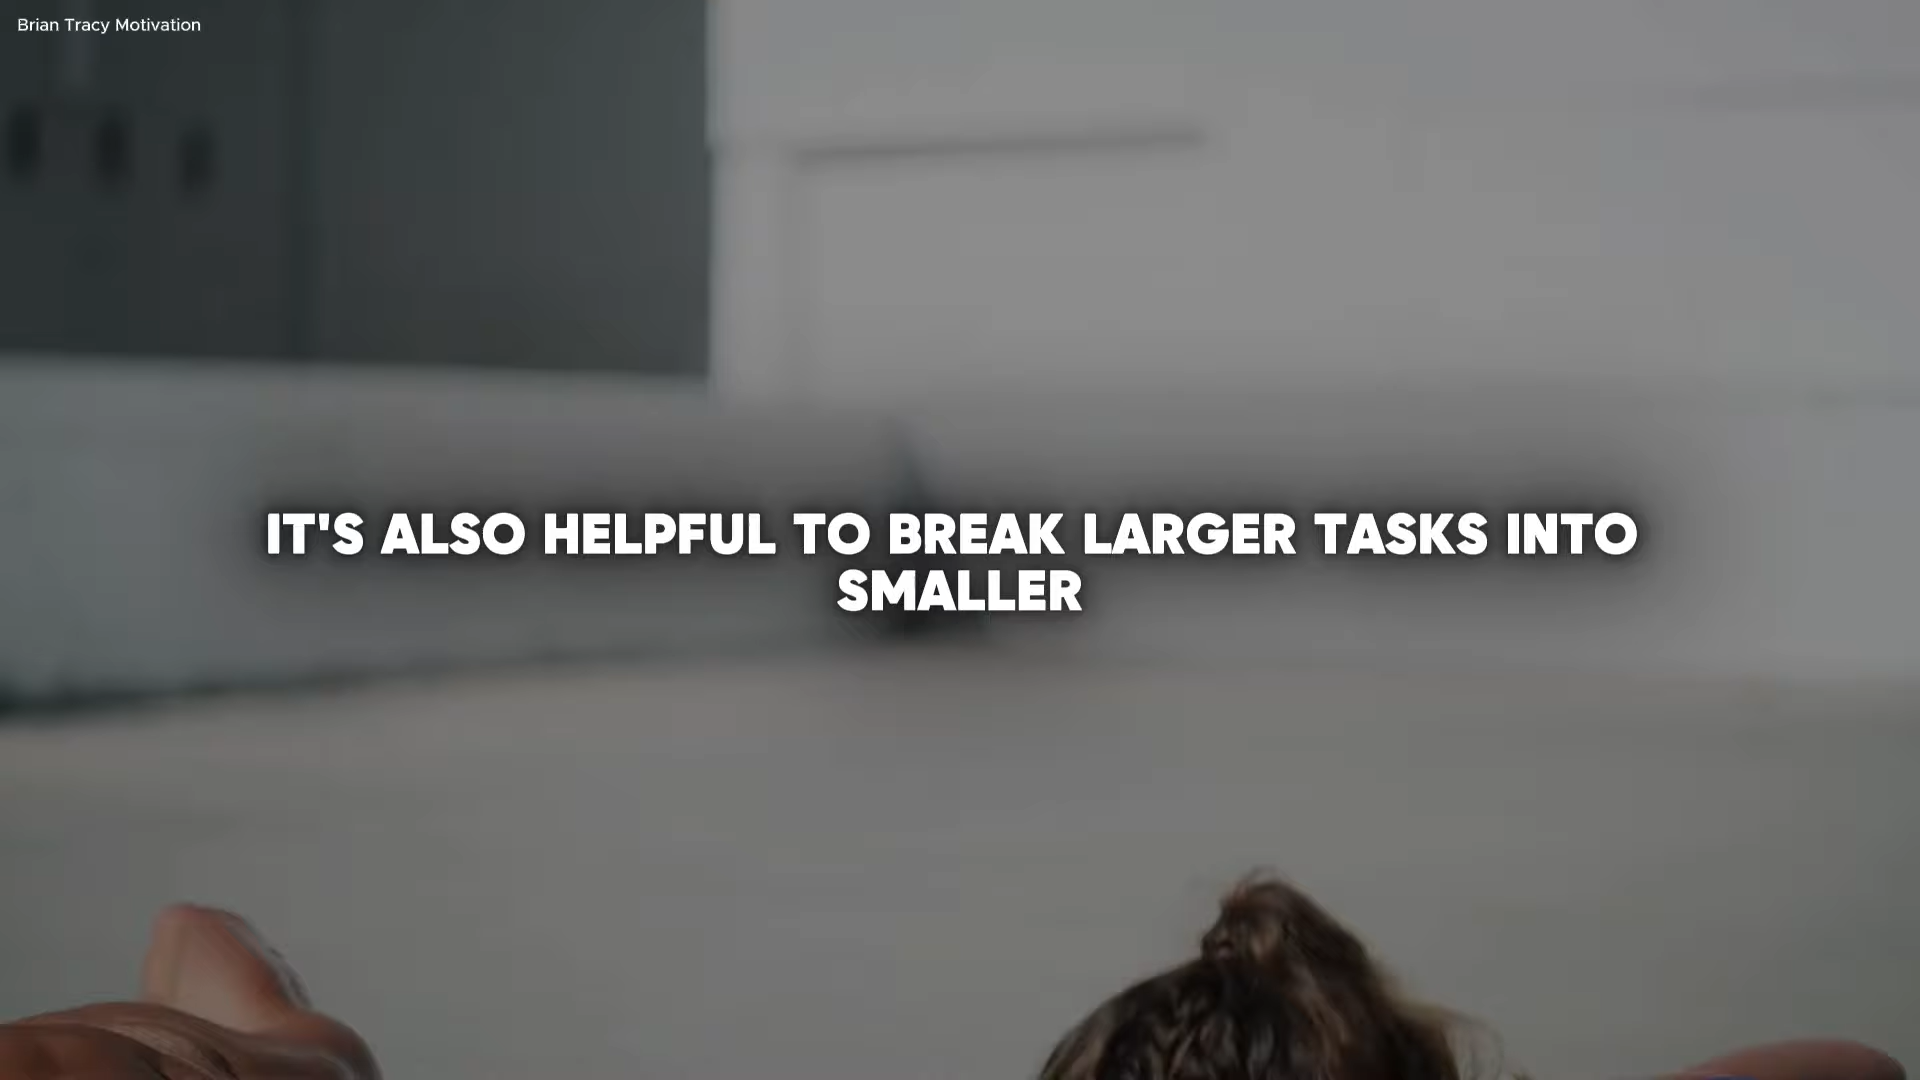 Brian Tracy Motivation
IT'S ALSO HELPFUL TO BREAK LARGER TASKS INTO
SMALLER